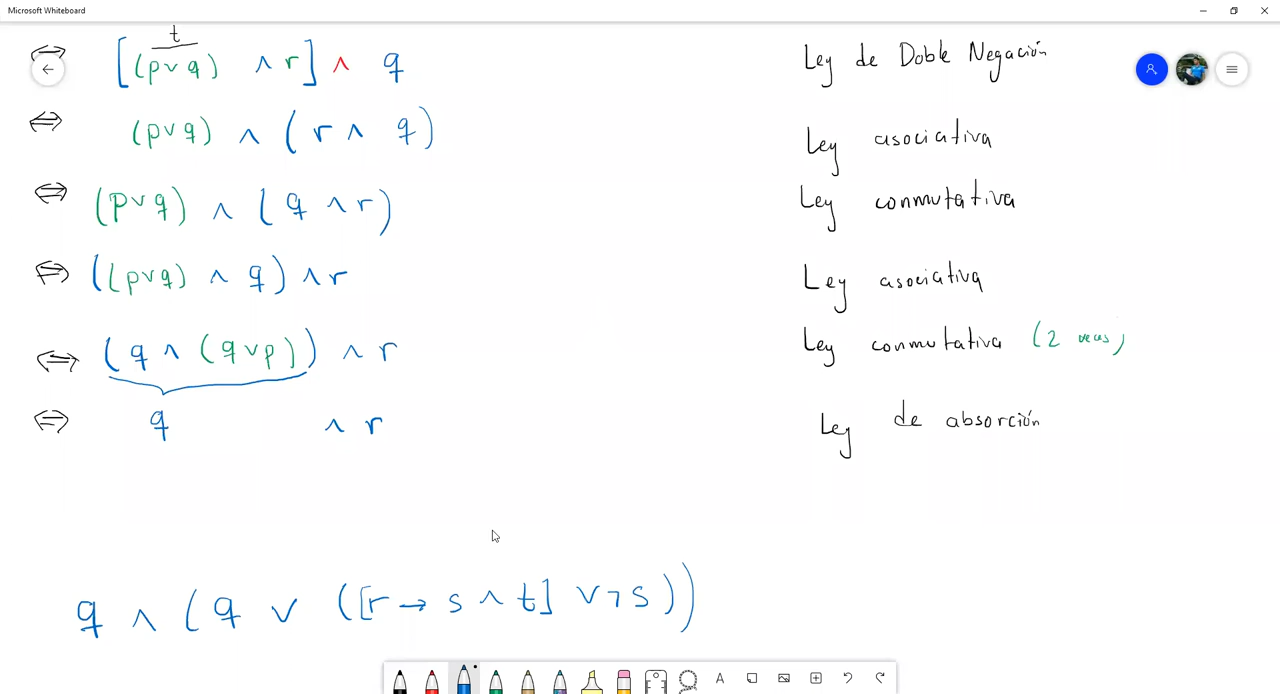 Microsoft Whiteboard
t
⇔ [(p∨q) ∧ r] ∧ q Ley de Doble Negación
⇔ (p∨q) ∧ (r ∧ q) Ley asociativa
⇔ (p∨q) ∧ (q ∧ r) Ley conmutativa
⇔ ((p∨q) ∧ q) ∧ r Ley asociativa
⇔ (q ∧ (q∨p)) ∧ r Ley conmutativa (2 veces)
⇔ q ∧ r Ley de absorción
q ∧ (q ∨ ([r → s ∧ t] ∨ ¬s))
A